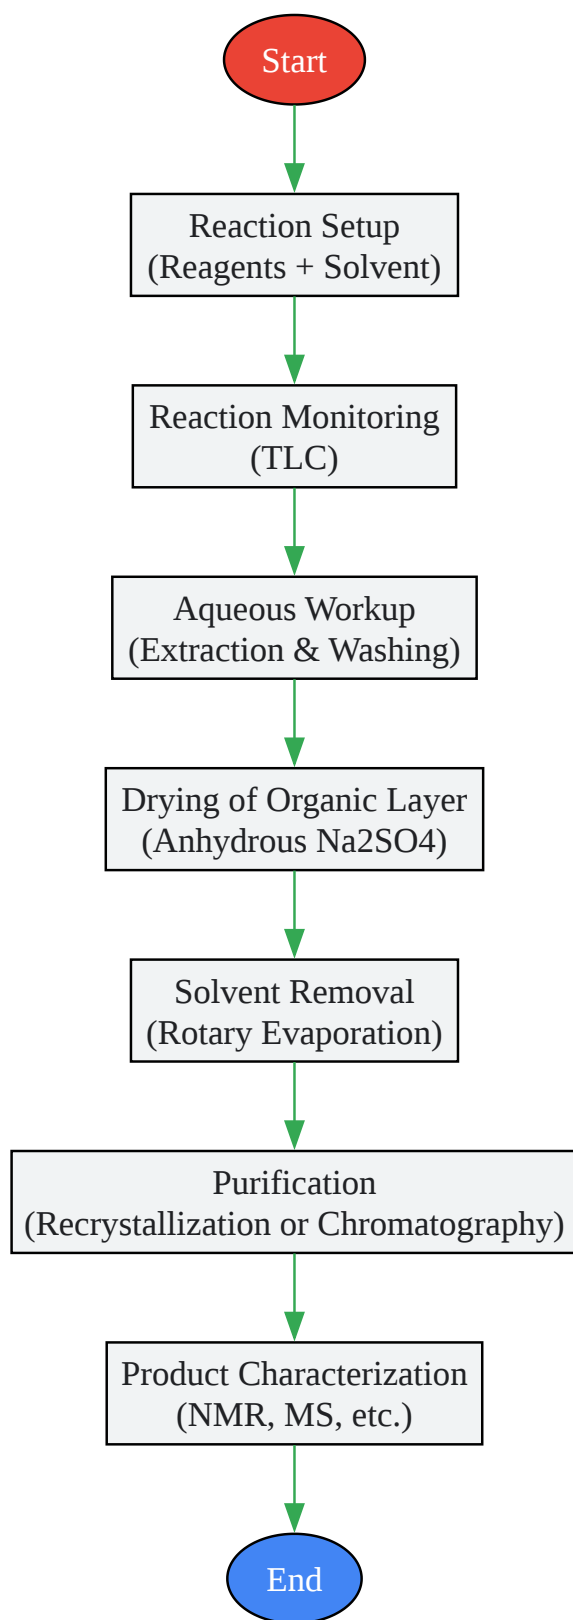 Start
Reaction Setup
(Reagents + Solvent)
Reaction Monitoring
(TLC)
Aqueous Workup
(Extraction & Washing)
Drying of Organic Layer
(Anhydrous Na2SO4)
Solvent Removal
(Rotary Evaporation)
Purification
(Recrystallization or Chromatography)
Product Characterization
(NMR, MS, etc.)
End